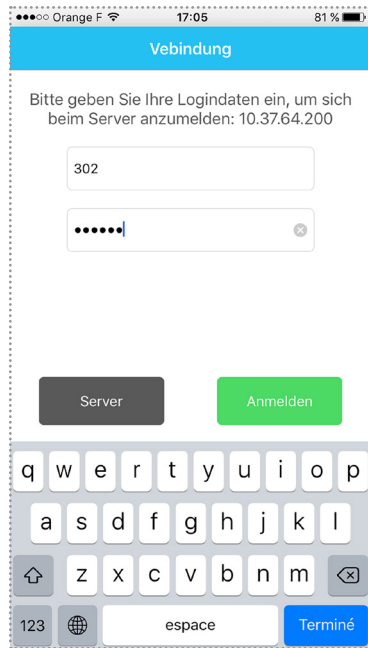 Orange F 17:05 81 %
Vebindung
Bitte geben Sie Ihre Logindaten ein, um sich
beim Server anzumelden: 10.37.64.200
302
••••••
Server Anmelden
q w e r t y u i o p
a s d f g h j k l
z x c v b n m
123 espace Terminé